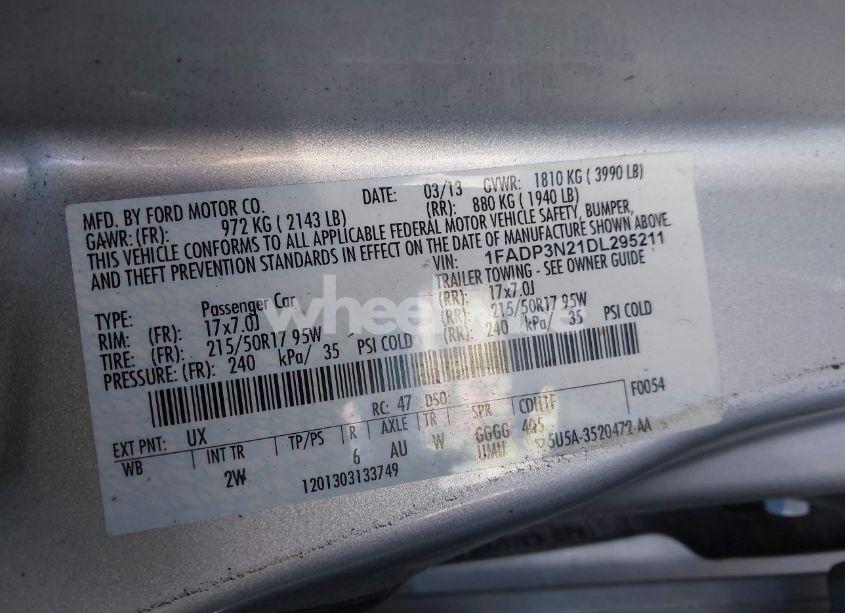 MFD. BY FORD MOTOR CO. DATE: 03/13 GVWR: 1810 KG ( 3990 LB)
GAWR: (FR): 972 KG ( 2143 LB) (RR): 880 KG ( 1940 LB)
THIS VEHICLE CONFORMS TO ALL APPLICABLE FEDERAL MOTOR VEHICLE SAFETY, BUMPER,
AND THEFT PREVENTION STANDARDS IN EFFECT ON THE DATE OF MANUFACTURE SHOWN ABOVE.
VIN: 1FADP3N21DL295211
TYPE: Passenger Car TRAILER TOWING - SEE OWNER GUIDE
RIM: (FR): 17x7.0J (RR): 17x7.0J
TIRE: (FR): 215/50R17 95W (RR): 215/50R17 95W
PRESSURE: (FR): 240 kPa/ 35 PSI COLD (RR): 240 kPa/ 35 PSI COLD
RC: 47 DSO: F0054
EXT PNT: UX
WB INT TR TP/PS R AXLE TR SPR
2W 6 AU W GGGG
1201303133749 5U5A-3520472-AA